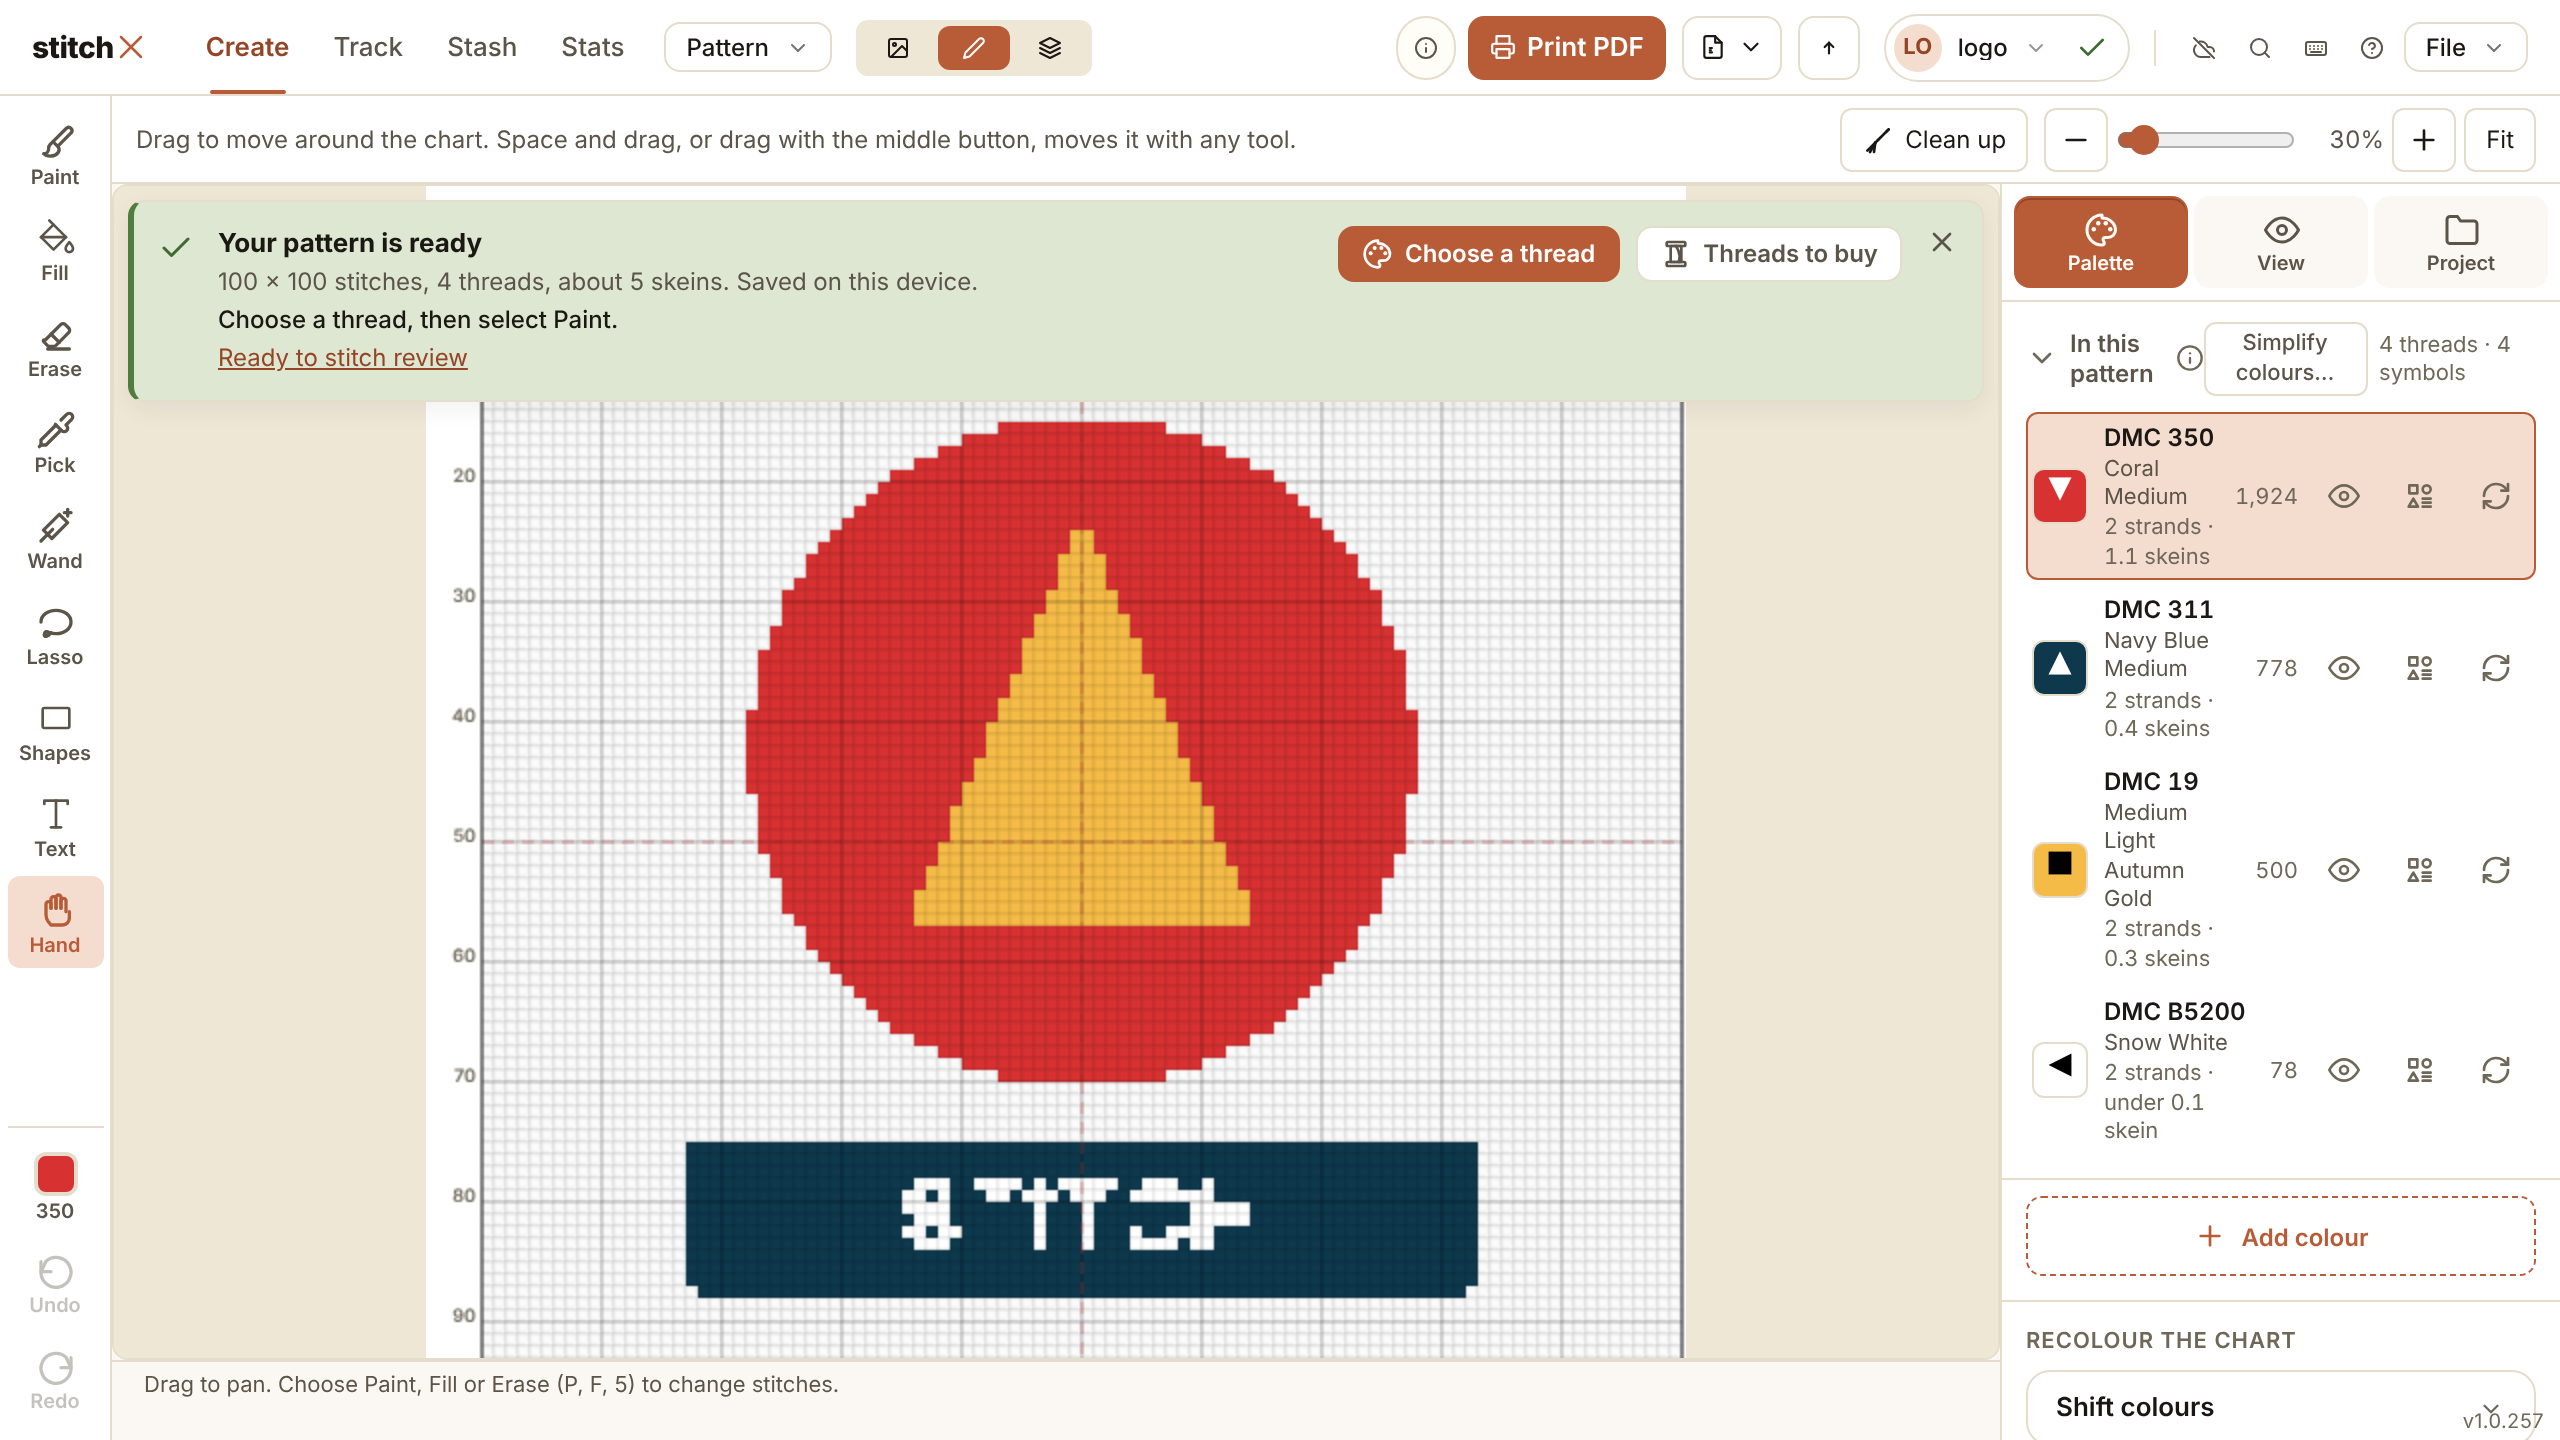 stitch
Create
Track
Stash
Stats
Pattern
Print PDF
LO
logo
File
Drag to move around the chart. Space and drag, or drag with the middle button, moves it with any tool.
Clean up
30%
Fit
Paint
Fill
Erase
Pick
Wand
Lasso
Shapes
Text
Hand
350
Undo
Redo
Your pattern is ready
100 × 100 stitches, 4 threads, about 5 skeins. Saved on this device.
Choose a thread, then select Paint.
Ready to stitch review
Choose a thread
Threads to buy
20
30
40
50
60
70
80
90
Drag to pan. Choose Paint, Fill or Erase (P, F, 5) to change stitches.
Palette
View
Project
In this
pattern
Simplify
colours...
4 threads · 4
symbols
DMC 350
Coral
Medium
2 strands ·
1.1 skeins
1,924
DMC 311
Navy Blue
Medium
2 strands ·
0.4 skeins
778
DMC 19
Medium
Light
Autumn
Gold
2 strands ·
0.3 skeins
500
DMC B5200
Snow White
2 strands ·
under 0.1
skein
78
Add colour
RECOLOUR THE CHART
Shift colours
v1.0.257